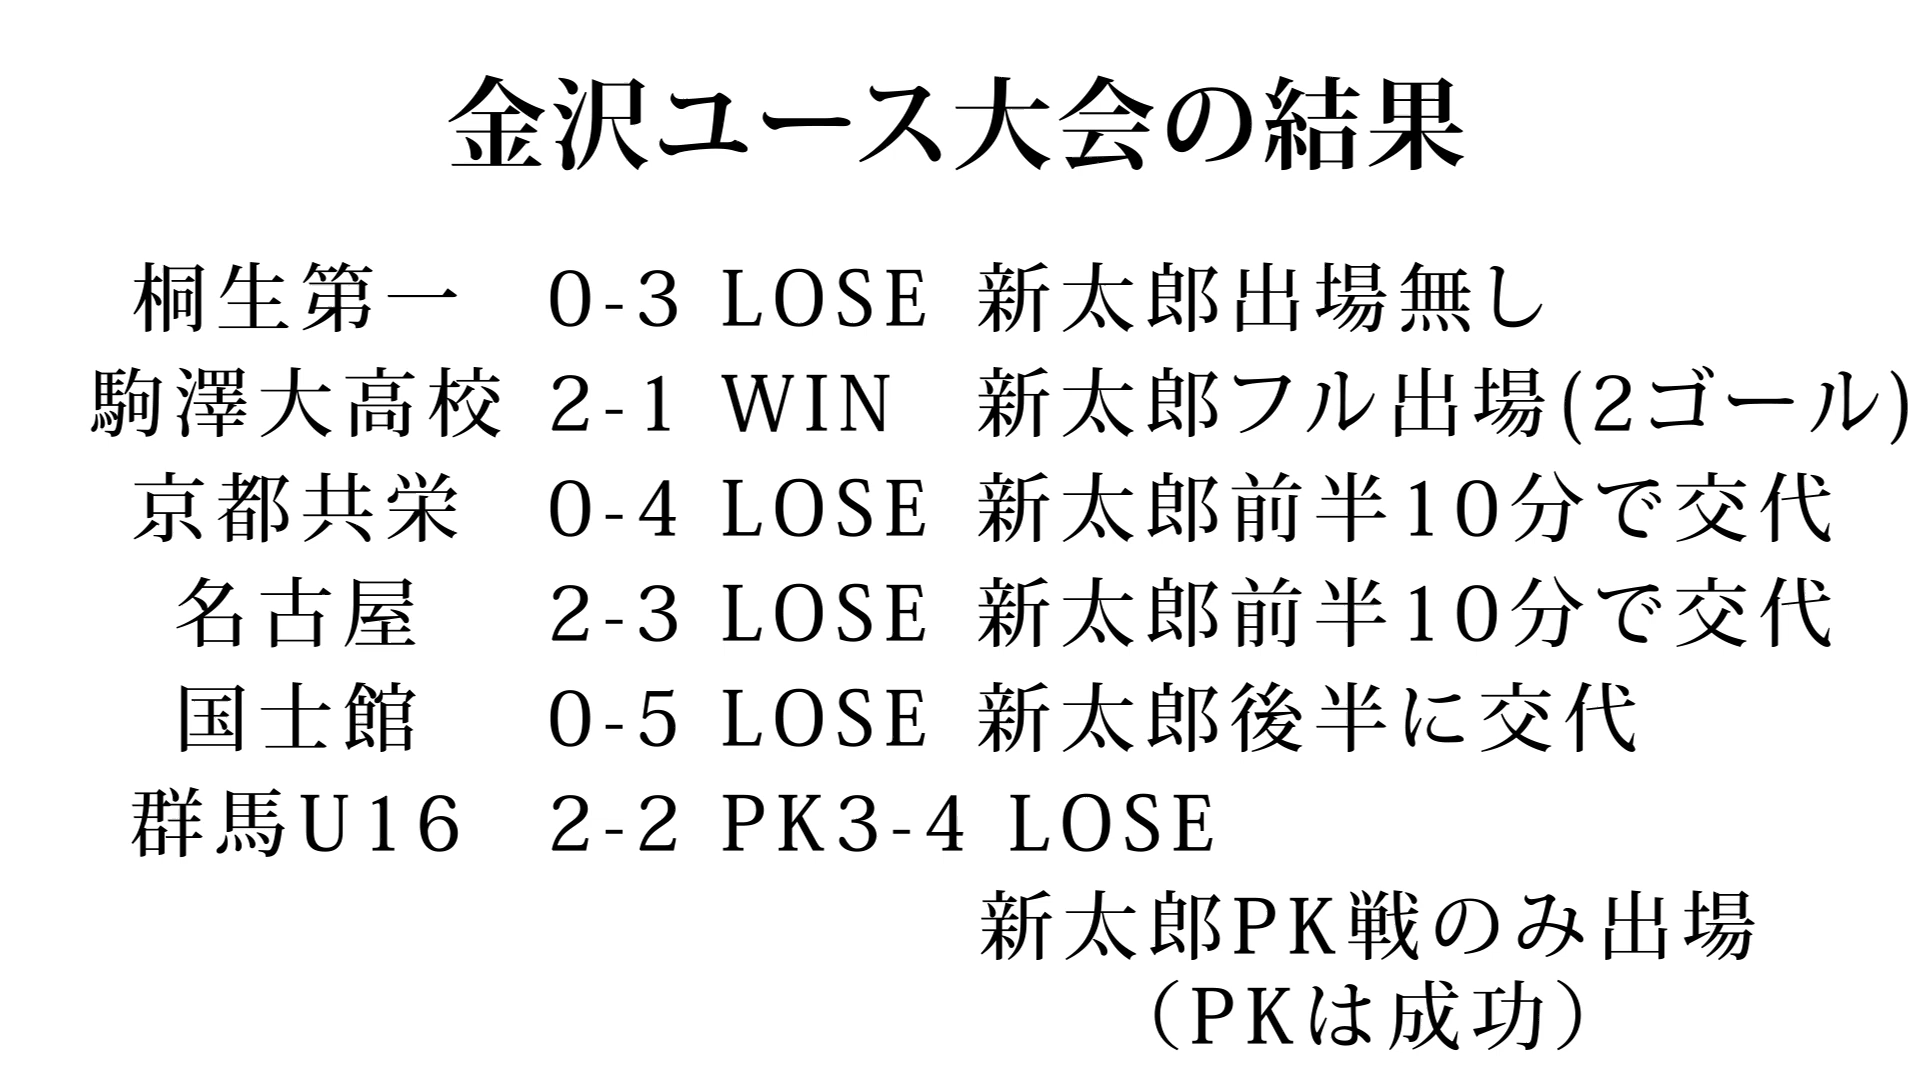 金沢ユース大会の結果
桐生第一 0-3 LOSE 新太郎出場無し
駒澤大高校 2-1 WIN 新太郎フル出場(2ゴール)
京都共栄 0-4 LOSE 新太郎前半10分で交代
名古屋 2-3 LOSE 新太郎前半10分で交代
国士館 0-5 LOSE 新太郎後半に交代
群馬U16 2-2 PK3-4 LOSE
新太郎PK戦のみ出場
（PKは成功）